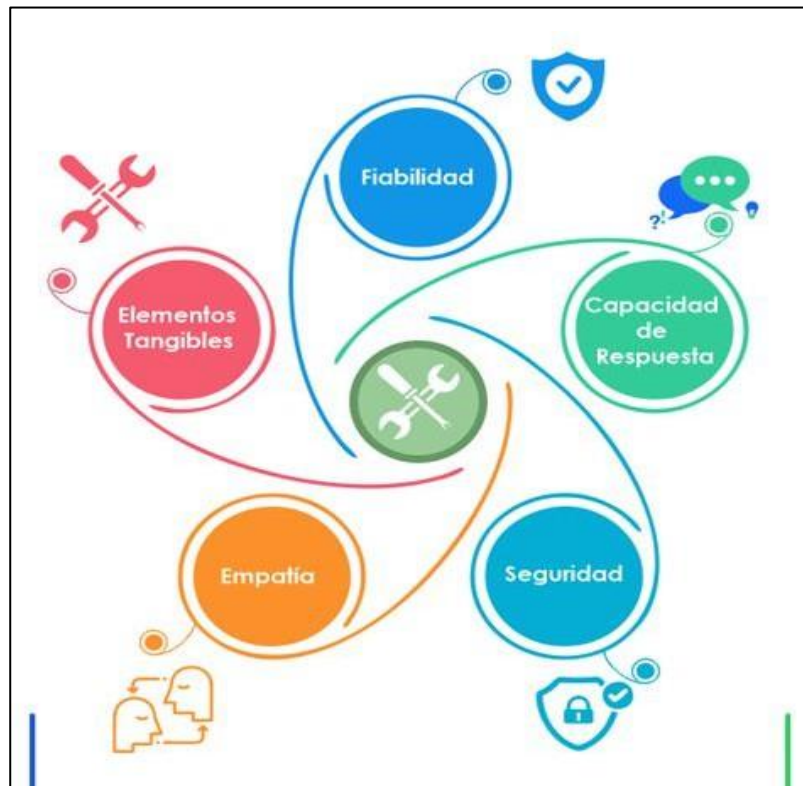 Fiabilidad
Elementos
Tangibles
Capacidad
de
Respuesta
?!
Empatía
Seguridad